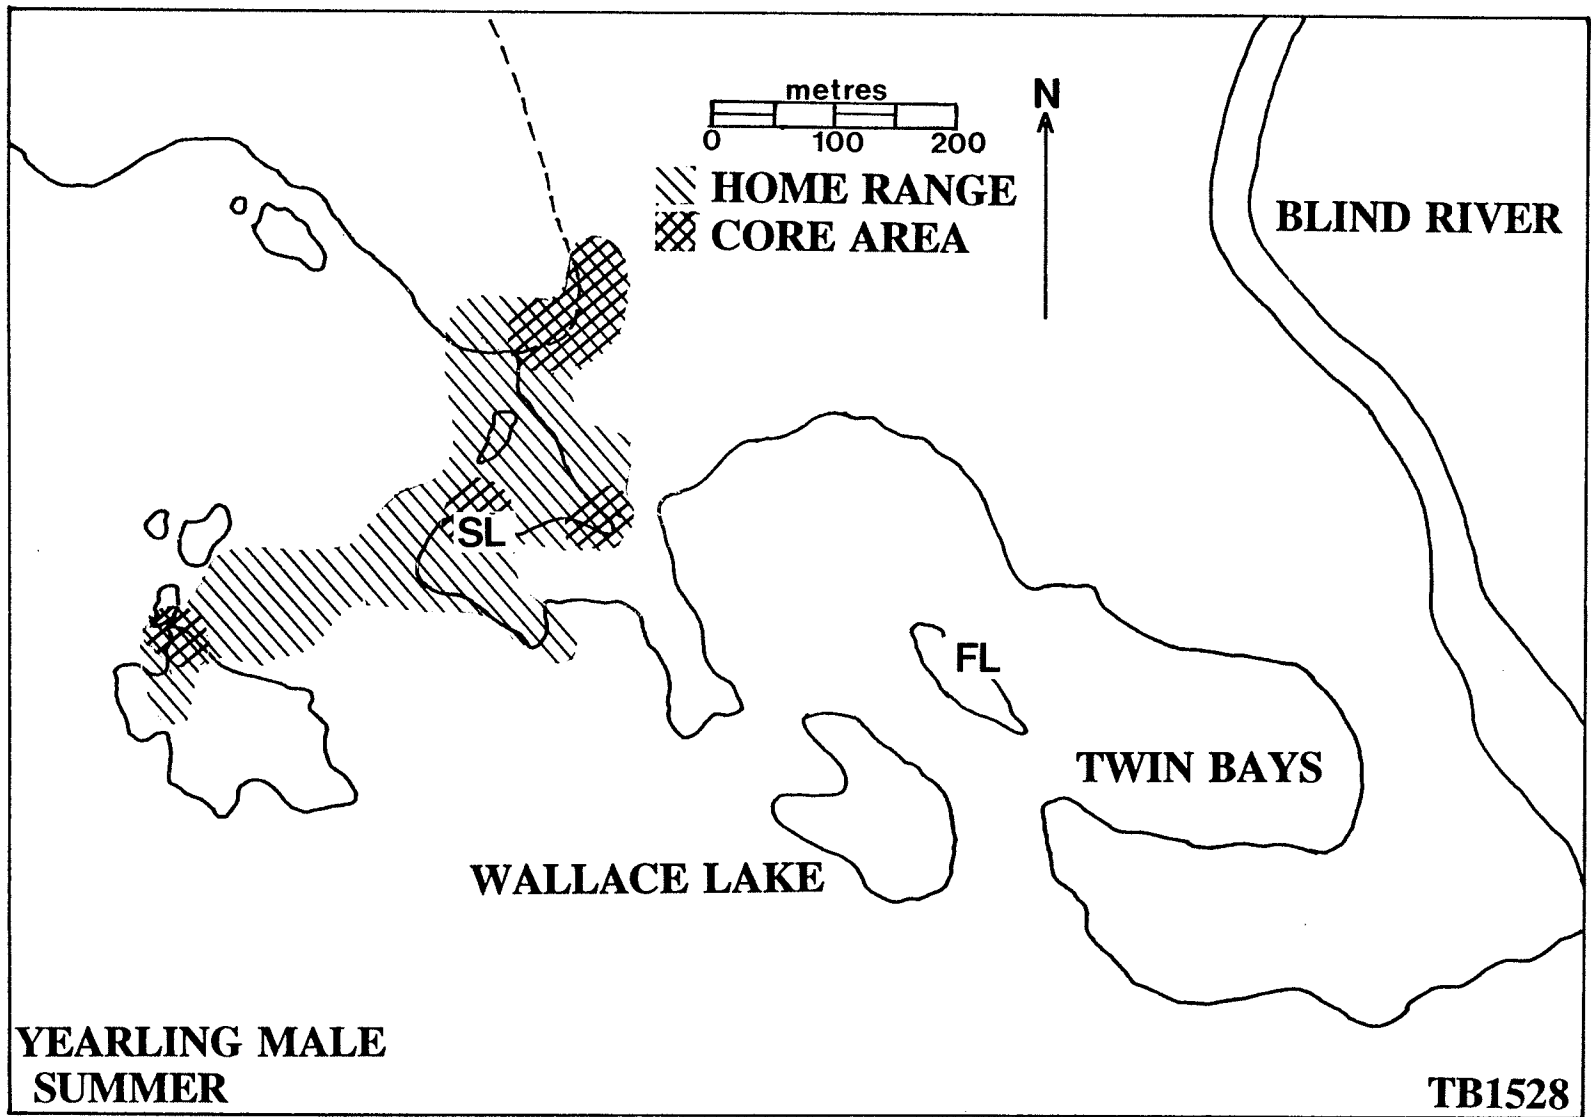 metres
0 100 200
N
HOME RANGE
CORE AREA
BLIND RIVER
SL
FL
TWIN BAYS
WALLACE LAKE
YEARLING MALE
SUMMER
TB1528